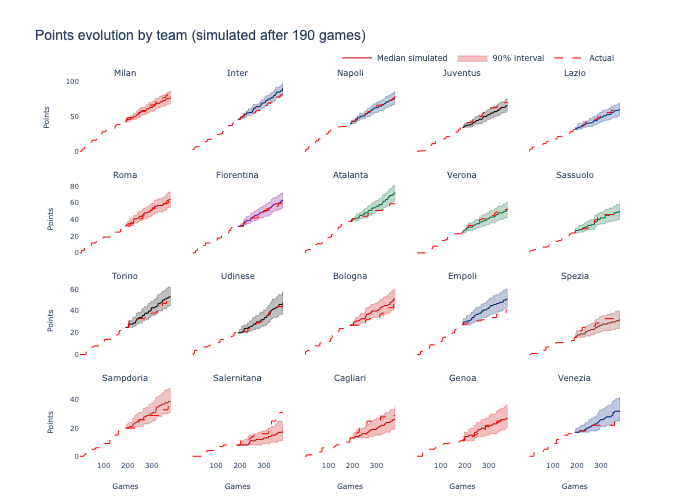 Points evolution by team (simulated after 190 games)
Median simulated 90% interval Actual
Milan Inter Napoli Juventus Lazio
100
50
0
Points
Roma Fiorentina Atalanta Verona Sassuolo
80
60
40
20
0
Points
Torino Udinese Bologna Empoli Spezia
60
40
20
0
Points
Sampdoria Salernitana Cagliari Genoa Venezia
40
20
0
Points
100 200 300 100 200 300 100 200 300 100 200 300 100 200 300
Games Games Games Games Games